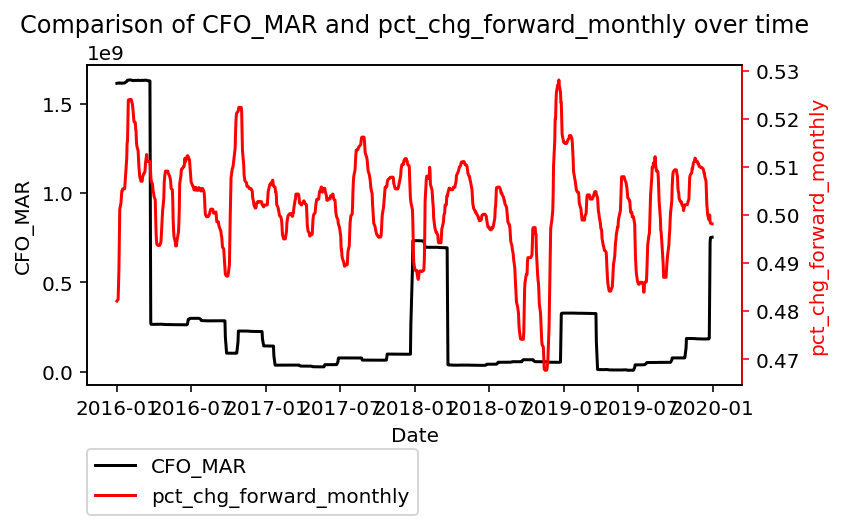 Comparison of CFO_MAR and pct_chg_forward_monthly over time
1e9
1.5
1.0
0.5
0.0
CFO_MAR
0.53
0.52
0.51
0.50
0.49
0.48
0.47
pct_chg_forward_monthly
2016-01
2016-07
2017-01
2017-07
2018-01
2018-07
2019-01
2019-07
2020-01
Date
CFO_MAR
pct_chg_forward_monthly